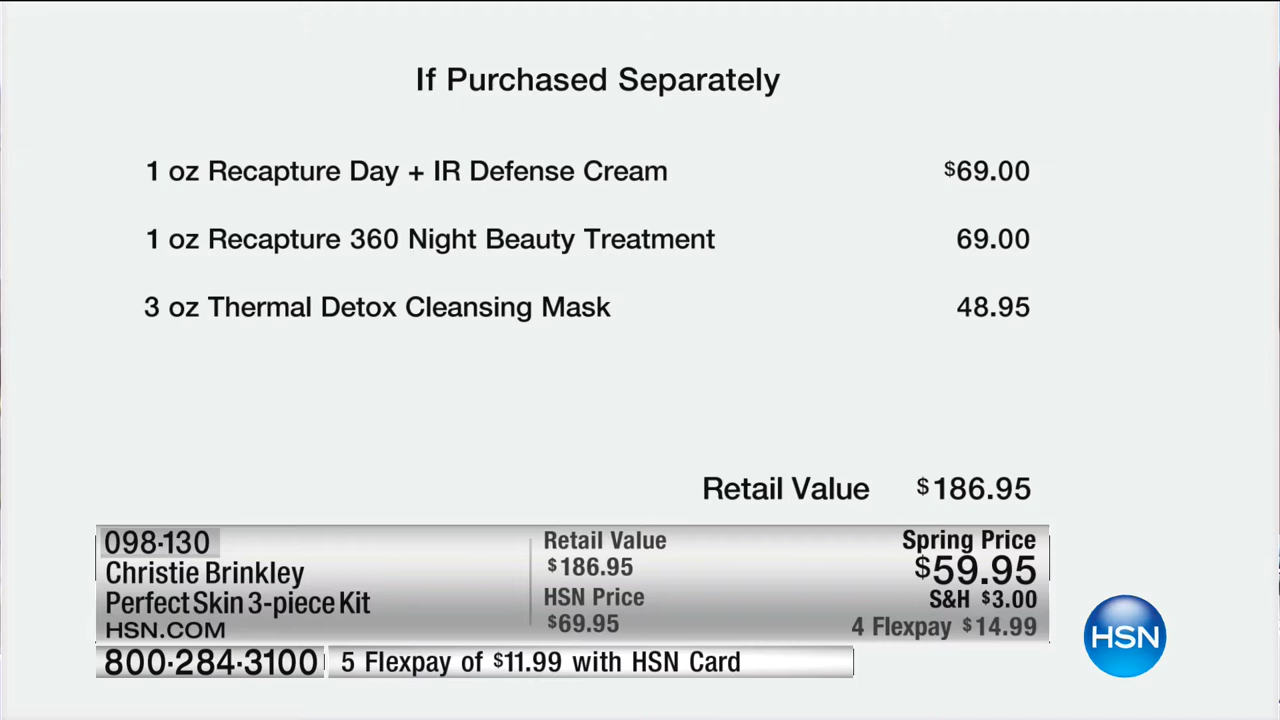 If Purchased Separately
1 oz Recapture Day + IR Defense Cream $69.00
1 oz Recapture 360 Night Beauty Treatment 69.00
3 oz Thermal Detox Cleansing Mask 48.95
Retail Value $186.95
098·130
Christie Brinkley
Perfect Skin 3-piece Kit
HSN.COM
Retail Value
$186.95
HSN Price
$69.95
Spring Price
$59.95
S&H $3.00
4 Flexpay $14.99
800·284·3100
5 Flexpay of $11.99 with HSN Card
HSN